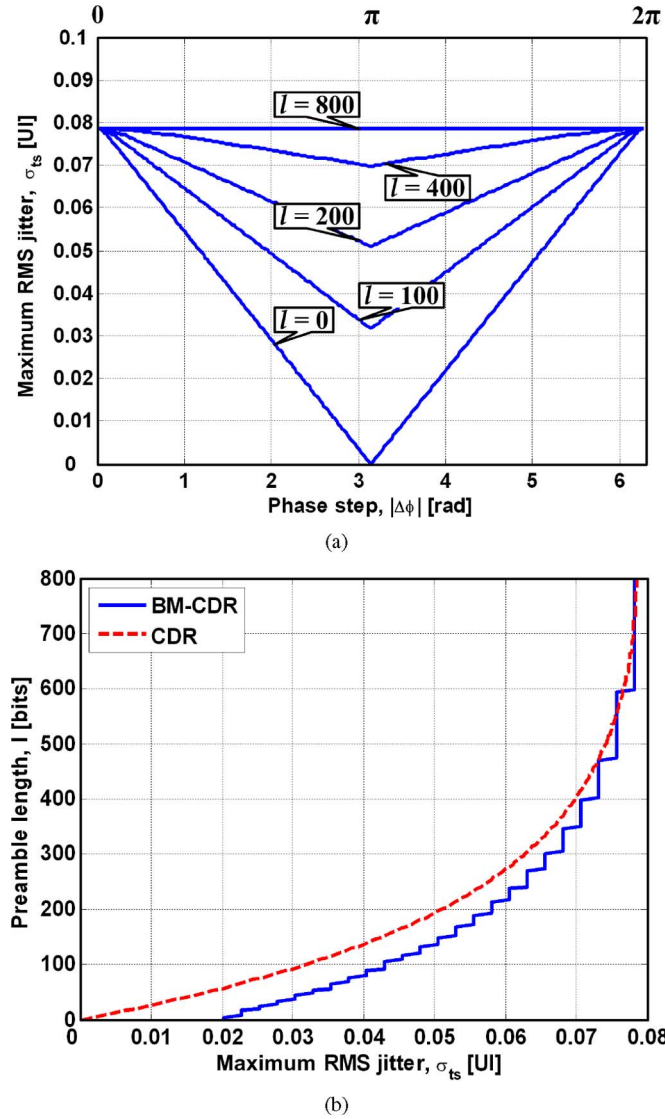 0 π 2π
0.1
0.09
0.08
0.07
0.06
0.05
0.04
0.03
0.02
0.01
0
Maximum RMS jitter, σts [UI]
l = 800
l = 400
l = 200
l = 100
l = 0
0 1 2 3 4 5 6
Phase step, |Δϕ| [rad]
(a)
800
700
600
500
400
300
200
100
0
Preamble length, l [bits]
BM-CDR
CDR
0 0.01 0.02 0.03 0.04 0.05 0.06 0.07 0.08
Maximum RMS jitter, σts [UI]
(b)